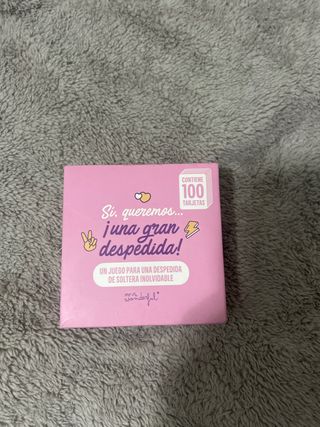 CONTIENE
100
TARJETAS
Sí, queremos...
¡una gran
despedida!
UN JUEGO PARA UNA DESPEDIDA
DE SOLTERA INOLVIDABLE
mr. wonderful*